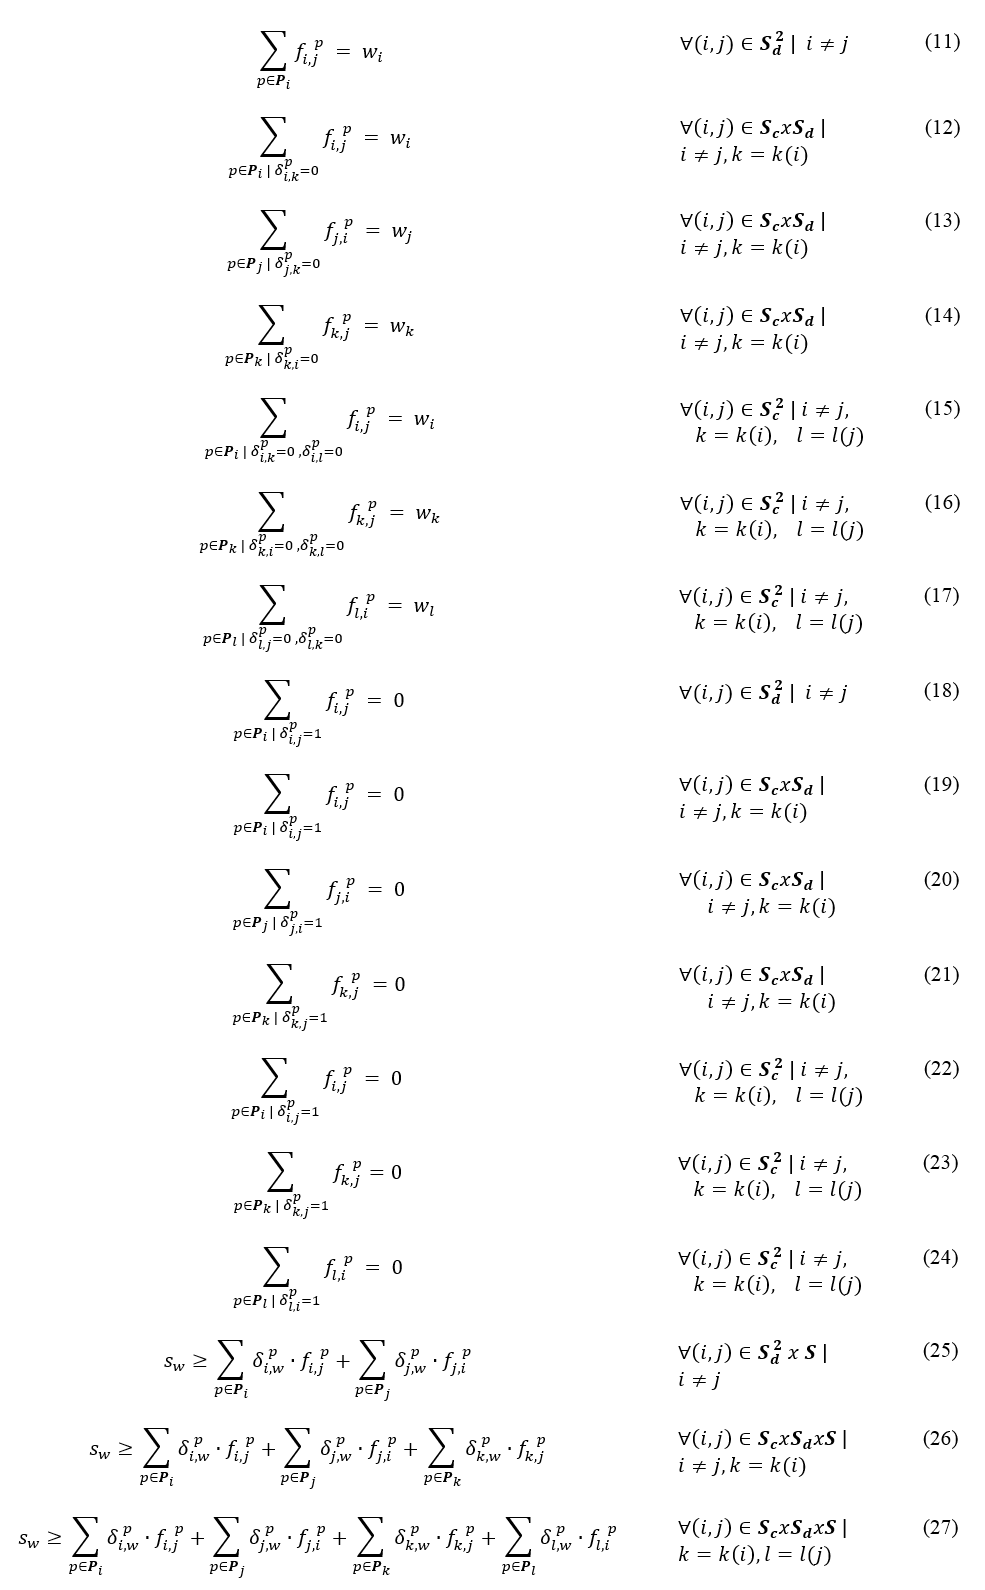 ∑_{p∈P_i} f_{i,j}^p = w_i ∀(i,j) ∈ S_d^2 | i ≠ j (11)
∑_{p∈P_i | δ_{i,k}^p=0} f_{i,j}^p = w_i ∀(i,j) ∈ S_c x S_d | (12)
i ≠ j, k = k(i)
∑_{p∈P_j | δ_{j,k}^p=0} f_{j,i}^p = w_j ∀(i,j) ∈ S_c x S_d | (13)
i ≠ j, k = k(i)
∑_{p∈P_k | δ_{k,i}^p=0} f_{k,j}^p = w_k ∀(i,j) ∈ S_c x S_d | (14)
i ≠ j, k = k(i)
∑_{p∈P_i | δ_{i,k}^p=0 ,δ_{i,l}^p=0} f_{i,j}^p = w_i ∀(i,j) ∈ S_c^2 | i ≠ j, (15)
k = k(i), l = l(j)
∑_{p∈P_k | δ_{k,i}^p=0 ,δ_{k,l}^p=0} f_{k,j}^p = w_k ∀(i,j) ∈ S_c^2 | i ≠ j, (16)
k = k(i), l = l(j)
∑_{p∈P_l | δ_{l,j}^p=0 ,δ_{l,k}^p=0} f_{l,i}^p = w_l ∀(i,j) ∈ S_c^2 | i ≠ j, (17)
k = k(i), l = l(j)
∑_{p∈P_i | δ_{i,j}^p=1} f_{i,j}^p = 0 ∀(i,j) ∈ S_d^2 | i ≠ j (18)
∑_{p∈P_i | δ_{i,j}^p=1} f_{i,j}^p = 0 ∀(i,j) ∈ S_c x S_d | (19)
i ≠ j, k = k(i)
∑_{p∈P_j | δ_{j,i}^p=1} f_{j,i}^p = 0 ∀(i,j) ∈ S_c x S_d | (20)
i ≠ j, k = k(i)
∑_{p∈P_k | δ_{k,j}^p=1} f_{k,j}^p = 0 ∀(i,j) ∈ S_c x S_d | (21)
i ≠ j, k = k(i)
∑_{p∈P_i | δ_{i,j}^p=1} f_{i,j}^p = 0 ∀(i,j) ∈ S_c^2 | i ≠ j, (22)
k = k(i), l = l(j)
∑_{p∈P_k | δ_{k,j}^p=1} f_{k,j}^p = 0 ∀(i,j) ∈ S_c^2 | i ≠ j, (23)
k = k(i), l = l(j)
∑_{p∈P_l | δ_{l,i}^p=1} f_{l,i}^p = 0 ∀(i,j) ∈ S_c^2 | i ≠ j, (24)
k = k(i), l = l(j)
s_w ≥ ∑_{p∈P_i} δ_{i,w}^p · f_{i,j}^p + ∑_{p∈P_j} δ_{j,w}^p · f_{j,i}^p ∀(i,j) ∈ S_d^2 x S | (25)
i ≠ j
s_w ≥ ∑_{p∈P_i} δ_{i,w}^p · f_{i,j}^p + ∑_{p∈P_j} δ_{j,w}^p · f_{j,i}^p + ∑_{p∈P_k} δ_{k,w}^p · f_{k,j}^p ∀(i,j) ∈ S_c x S_d x S | (26)
i ≠ j, k = k(i)
s_w ≥ ∑_{p∈P_i} δ_{i,w}^p · f_{i,j}^p + ∑_{p∈P_j} δ_{j,w}^p · f_{j,i}^p + ∑_{p∈P_k} δ_{k,w}^p · f_{k,j}^p + ∑_{p∈P_l} δ_{l,w}^p · f_{l,i}^p ∀(i,j) ∈ S_c x S_d x S | (27)
k = k(i), l = l(j)